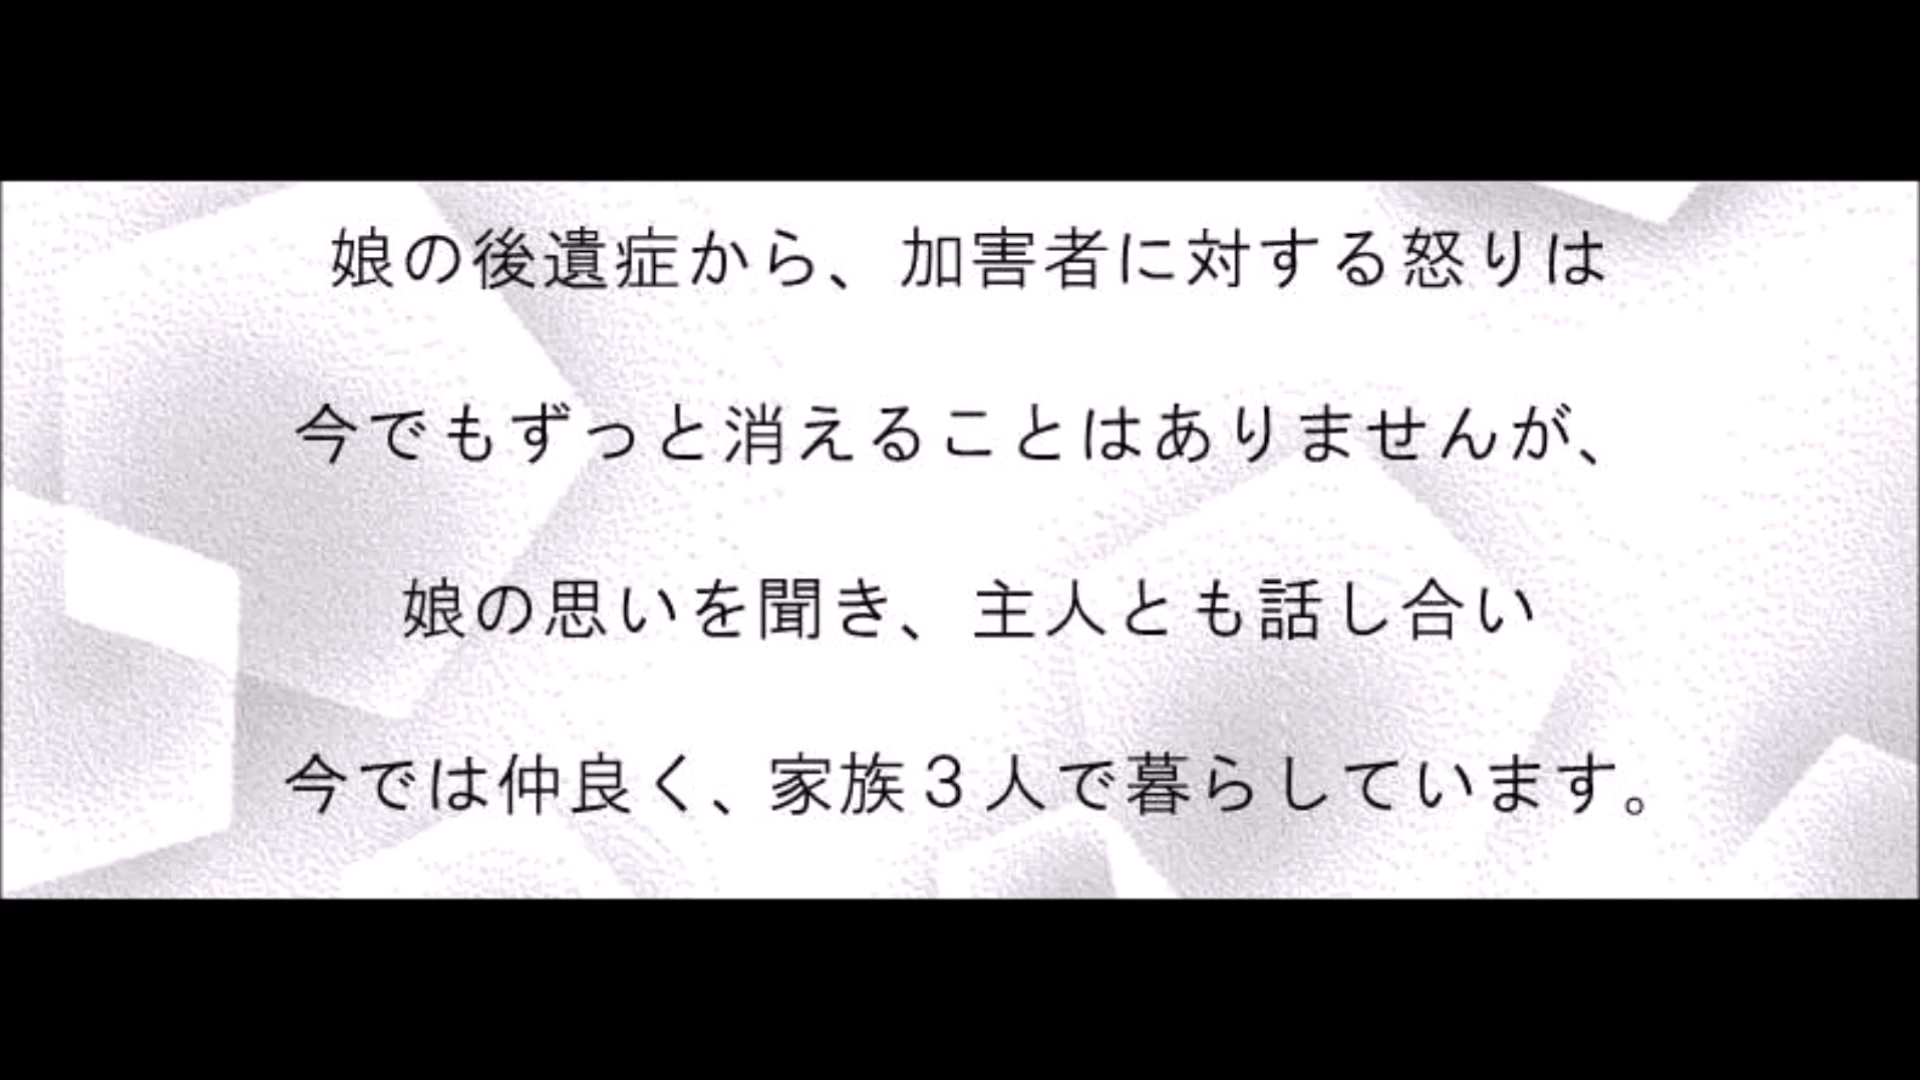 娘の後遺症から、加害者に対する怒りは
今でもずっと消えることはありませんが、
娘の思いを聞き、主人とも話し合い
今では仲良く、家族３人で暮らしています。